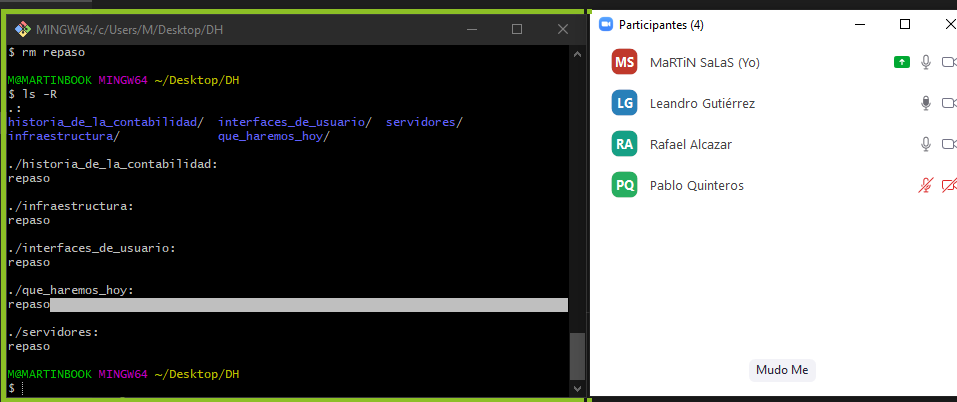 MINGW64:/c/Users/M/Desktop/DH
$ rm repaso
M@MARTINBOOK MINGW64 ~/Desktop/DH
$ ls -R
.:
historia_de_la_contabilidad/  interfaces_de_usuario/  servidores/
infraestructura/              que_haremos_hoy/
./historia_de_la_contabilidad:
repaso
./infraestructura:
repaso
./interfaces_de_usuario:
repaso
./que_haremos_hoy:
repaso
./servidores:
repaso
M@MARTINBOOK MINGW64 ~/Desktop/DH
$
Participantes (4)
MS MaRTiN SaLaS (Yo)
LG Leandro Gutiérrez
RA Rafael Alcazar
PQ Pablo Quinteros
Mudo Me